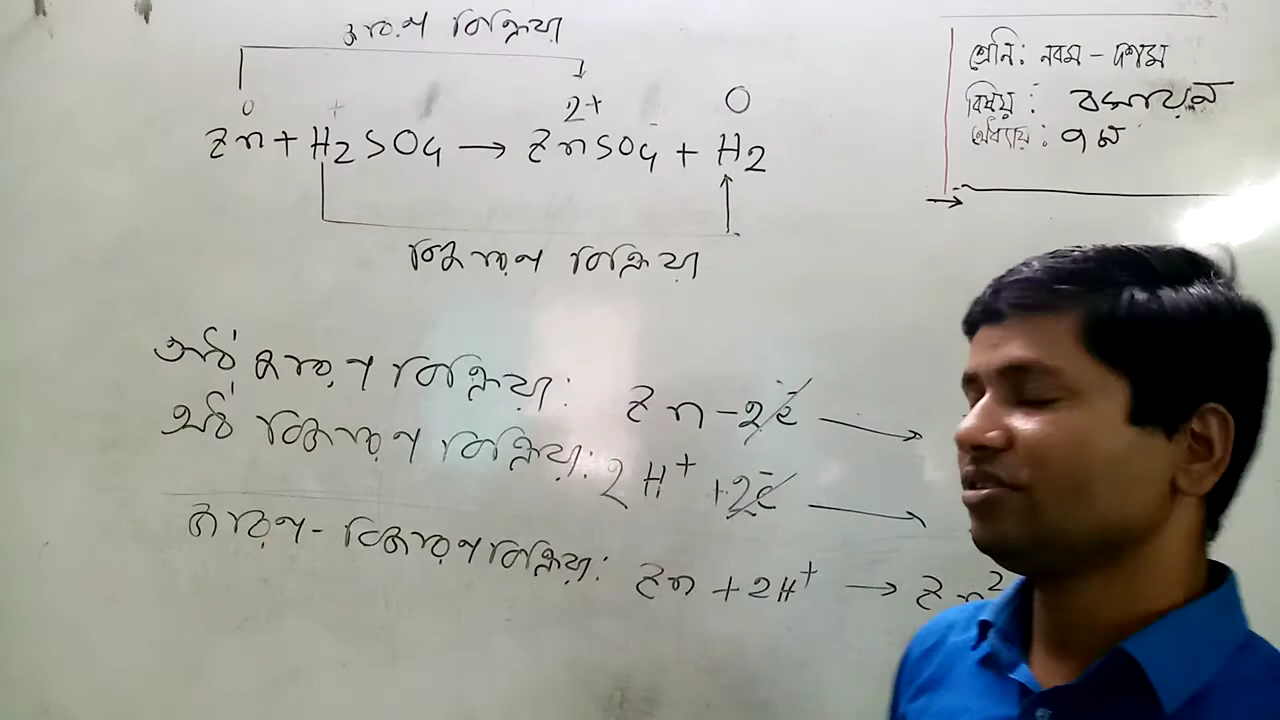 জারণ বিক্রিয়া
0 + 2+ 0
Zn + H2SO4 → ZnSO4 + H2
বিজারণ বিক্রিয়া
শ্রেনি: নবম - দশম
বিষয়: রসায়ন
অধ্যায়: ৭ম
অর্ধ জারণ বিক্রিয়া: Zn - 2e⁻ →
অর্ধ বিজারণ বিক্রিয়া: 2H⁺ + 2e⁻ →
জারণ - বিজারণ বিক্রিয়া: Zn + 2H⁺ → Zn²